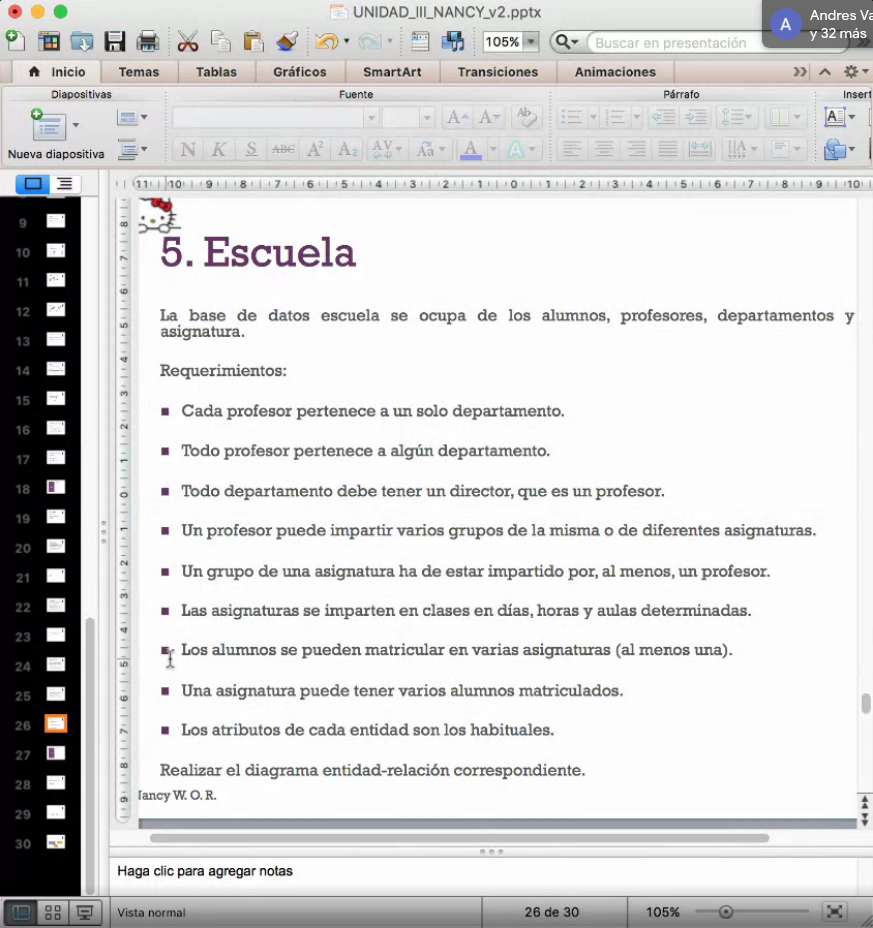 UNIDAD_III_NANCY_v2.pptx
A
Andres Va
y 32 más
105%
Buscar en presentación
Inicio
Temas
Tablas
Gráficos
SmartArt
Transiciones
Animaciones
Diapositivas
Fuente
Párrafo
Insert
Nueva diapositiva
N K S ABC A² A₂ AV Aa A A
9
10
11
12
13
14
15
16
17
18
19
20
21
22
23
24
25
26
27
28
29
30
5. Escuela
La base de datos escuela se ocupa de los alumnos, profesores, departamentos y
asignatura.
Requerimientos:
Cada profesor pertenece a un solo departamento.
Todo profesor pertenece a algún departamento.
Todo departamento debe tener un director, que es un profesor.
Un profesor puede impartir varios grupos de la misma o de diferentes asignaturas.
Un grupo de una asignatura ha de estar impartido por, al menos, un profesor.
Las asignaturas se imparten en clases en días, horas y aulas determinadas.
Los alumnos se pueden matricular en varias asignaturas (al menos una).
Una asignatura puede tener varios alumnos matriculados.
Los atributos de cada entidad son los habituales.
Realizar el diagrama entidad-relación correspondiente.
Nancy W. O. R.
Haga clic para agregar notas
Vista normal
26 de 30
105%